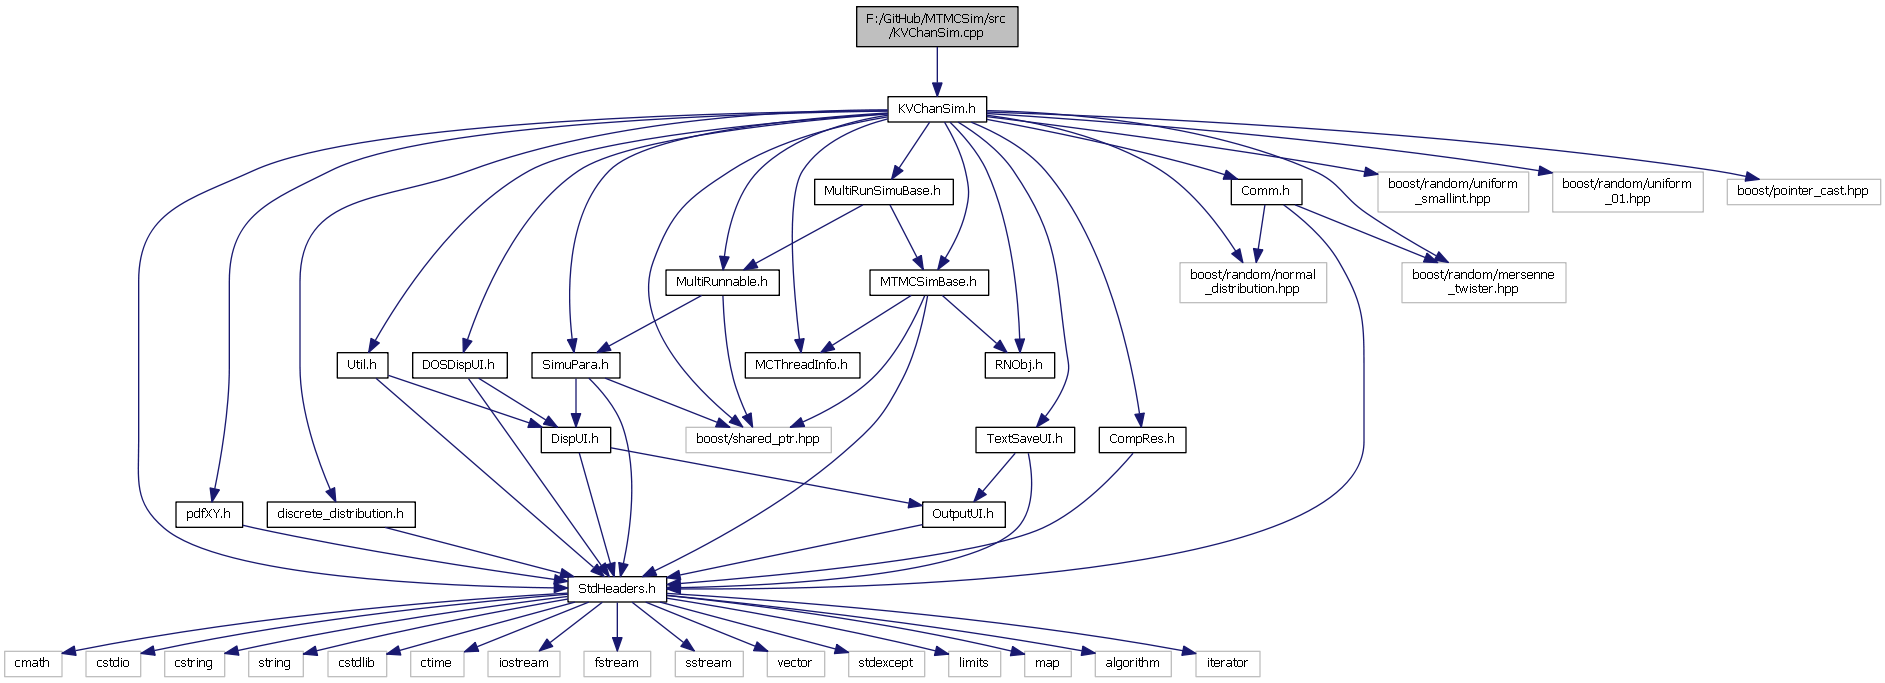 F:/GitHub/MTMCSim/src
/KVChanSim.cpp
KVChanSim.h
MultiRunSimuBase.h
Comm.h
boost/random/uniform
_smallint.hpp
boost/random/uniform
_01.hpp
boost/pointer_cast.hpp
MultiRunnable.h
MTMCSimBase.h
boost/random/normal
_distribution.hpp
boost/random/mersenne
_twister.hpp
Util.h
DOSDispUI.h
SimuPara.h
MCThreadInfo.h
RNObj.h
DispUI.h
boost/shared_ptr.hpp
TextSaveUI.h
CompRes.h
pdfXY.h
discrete_distribution.h
OutputUI.h
StdHeaders.h
cmath
cstdio
cstring
string
cstdlib
ctime
iostream
fstream
sstream
vector
stdexcept
limits
map
algorithm
iterator